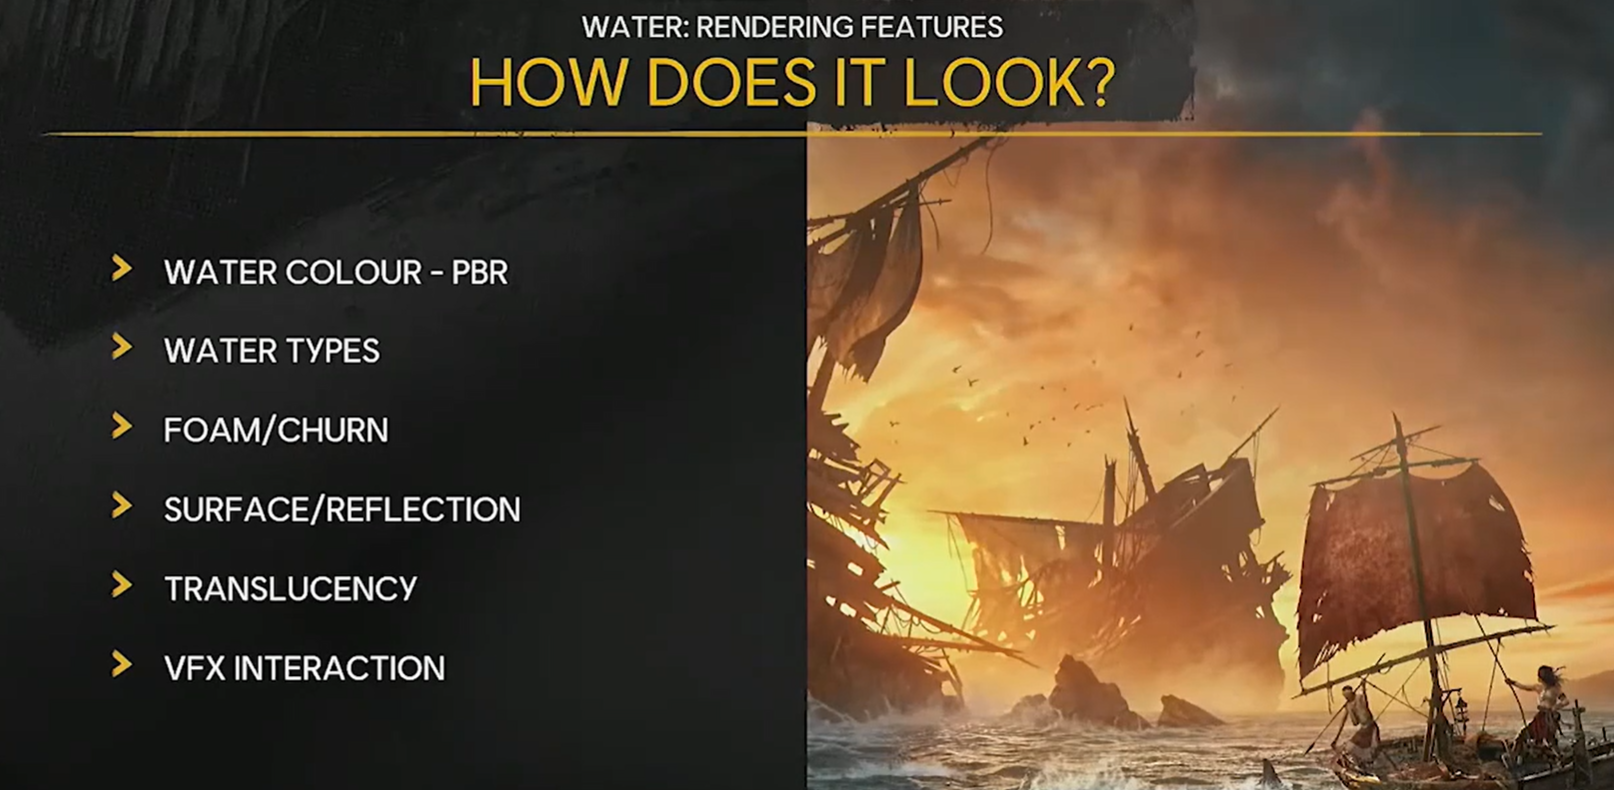 WATER: RENDERING FEATURES
HOW DOES IT LOOK?
WATER COLOUR - PBR
WATER TYPES
FOAM/CHURN
SURFACE/REFLECTION
TRANSLUCENCY
VFX INTERACTION